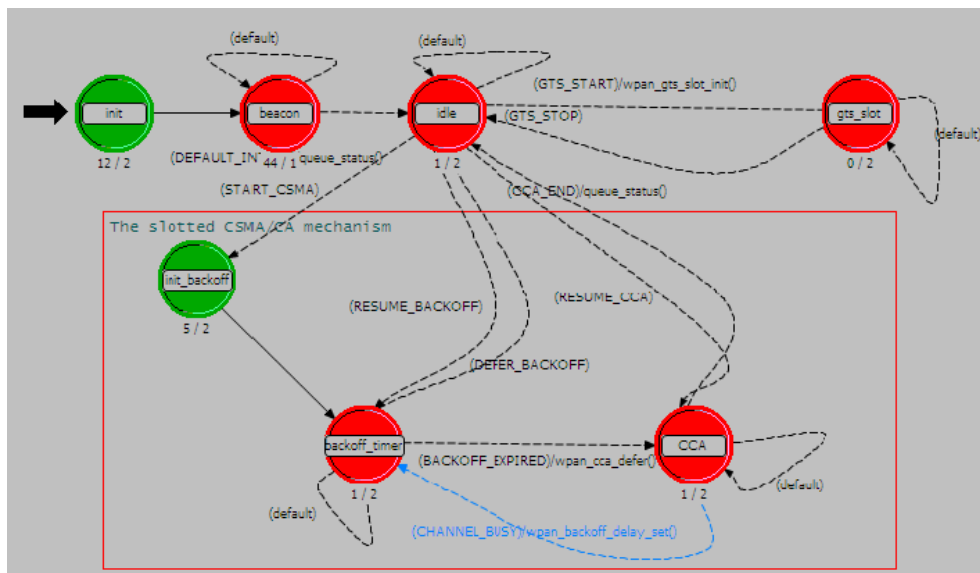 (default)
(default)
(GTS_START)/wpan_gts_slot_init()
init
beacon
idle
(GTS_STOP)
gts_slot
(default)
12 / 2
(DEFAULT_IN
44 / 1
queue_status()
1 / 2
0 / 2
(START_CSMA)
(CCA_END)/queue_status()
The slotted CSMA/CA mechanism
init_backoff
(RESUME_BACKOFF)
(RESUME_CCA)
5 / 2
(DEFER_BACKOFF)
backoff_timer
CCA
(BACKOFF_EXPIRED)/wpan_cca_defer()
1 / 2
1 / 2
(default)
(default)
(CHANNEL_BUSY)/wpan_backoff_delay_set()